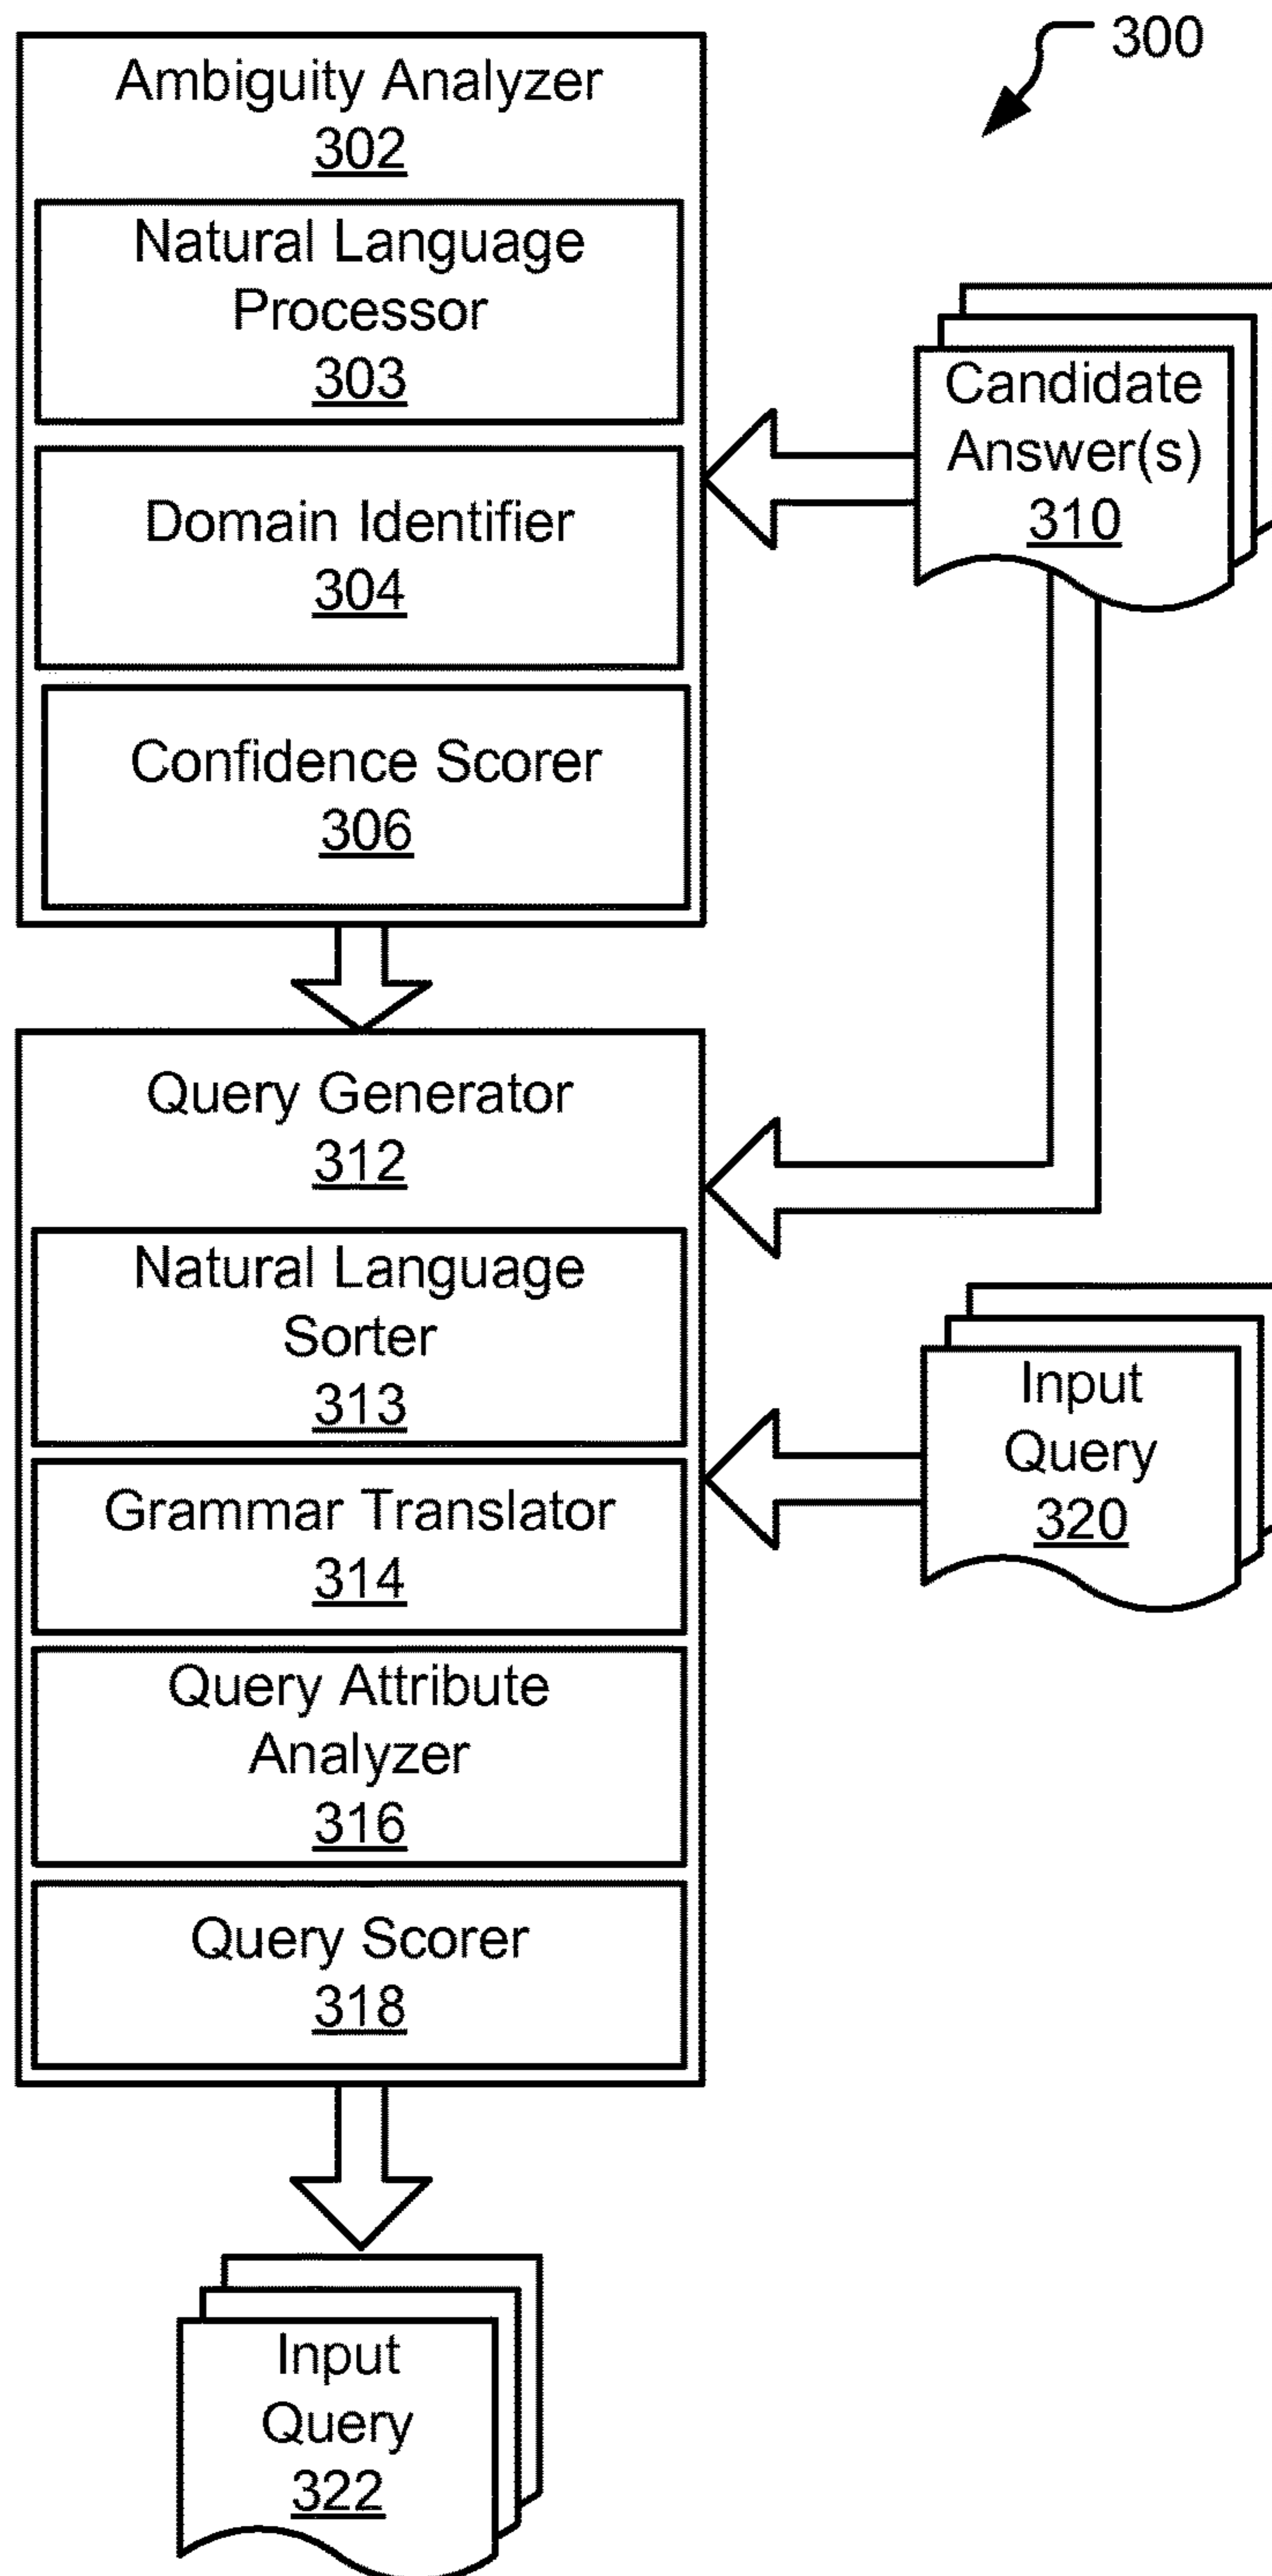 300
Ambiguity Analyzer
302
Natural Language
Processor
303
Domain Identifier
304
Confidence Scorer
306
Candidate
Answer(s)
310
Query Generator
312
Natural Language
Sorter
313
Grammar Translator
314
Query Attribute
Analyzer
316
Query Scorer
318
Input
Query
320
Input
Query
322